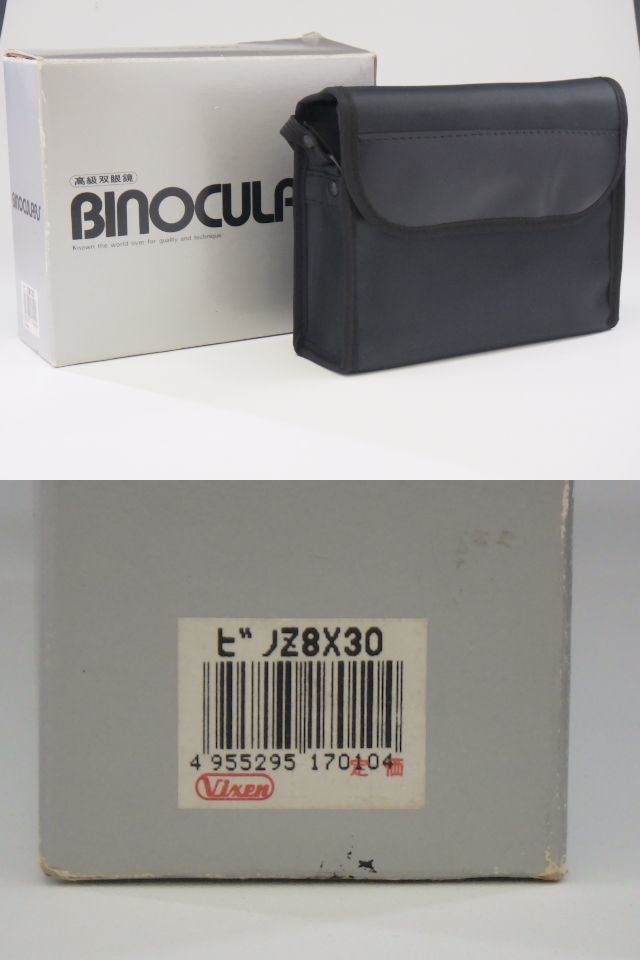 高級双眼鏡
BINOCULA
Known the world over for quality and technique
BINOCULARS
ビノZ8X30
4 955295 170104
定 価
Vixen